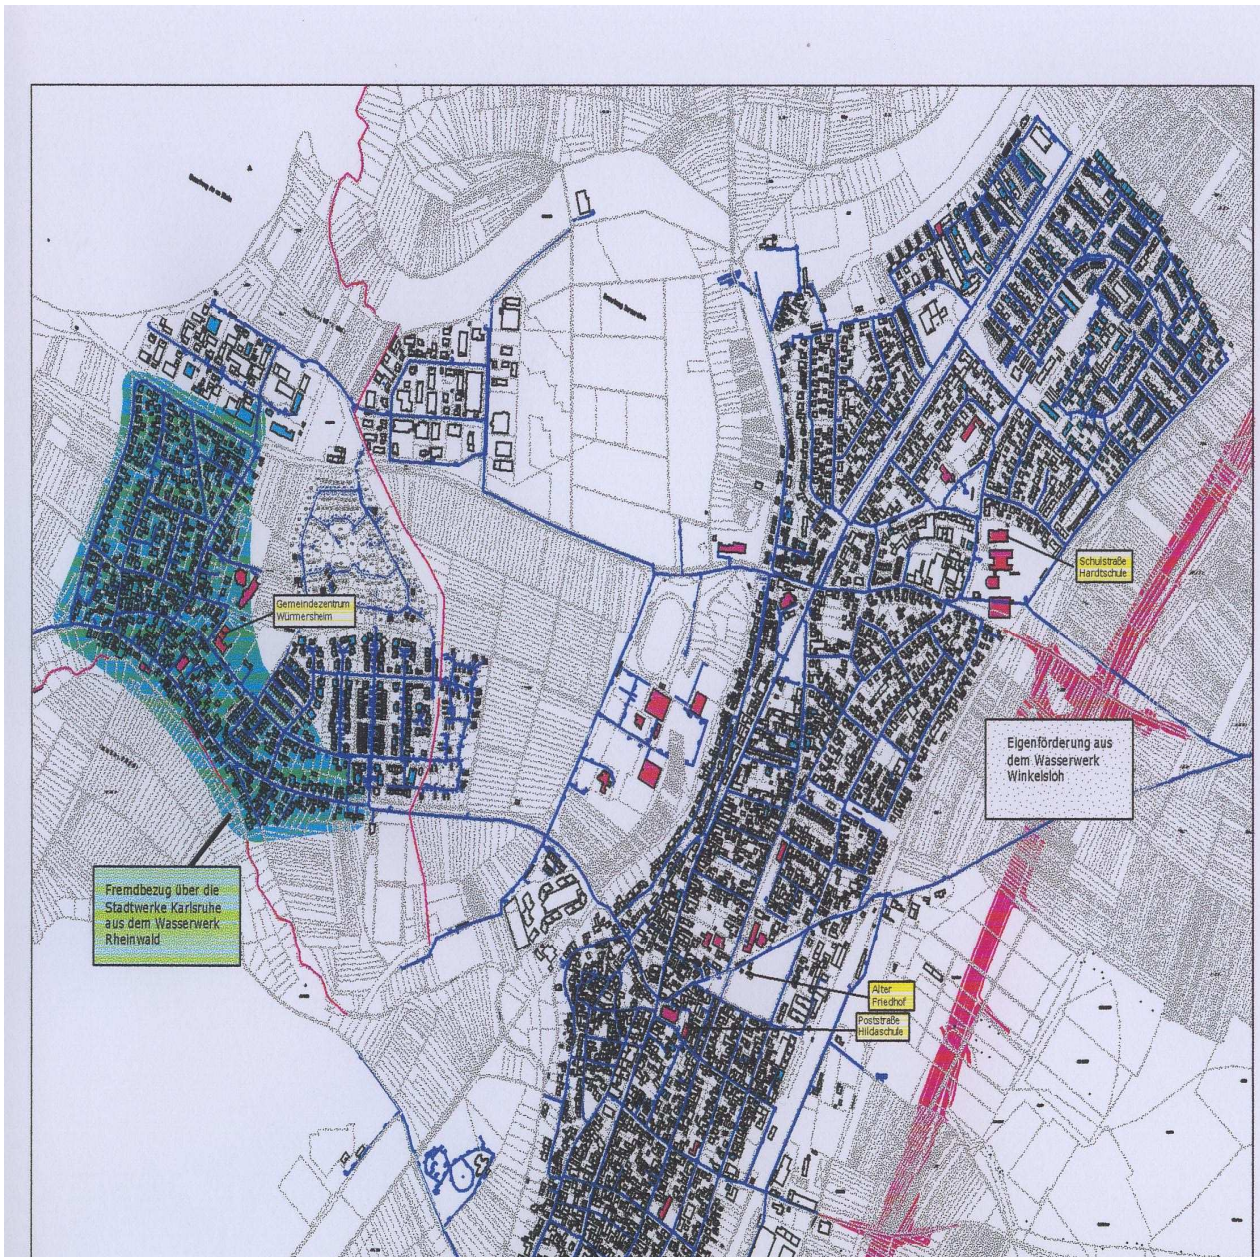 Schulstraße
Hardtschule
Gemeindezentrum
Würmersheim
Eigenförderung aus
dem Wasserwerk
Winkelsloh
Fremdbezug über die
Stadtwerke Karlsruhe
aus dem Wasserwerk
Rheinwald
Alter
Friedhof
Poststraße
Hildaschule